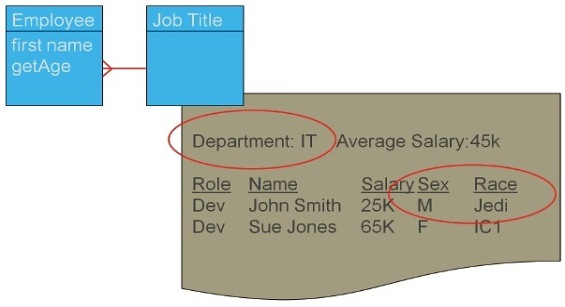 Employee
first name
getAge
Job Title
Department: IT Average Salary:45k
Role Name Salary Sex Race
Dev John Smith 25K M Jedi
Dev Sue Jones 65K F IC1